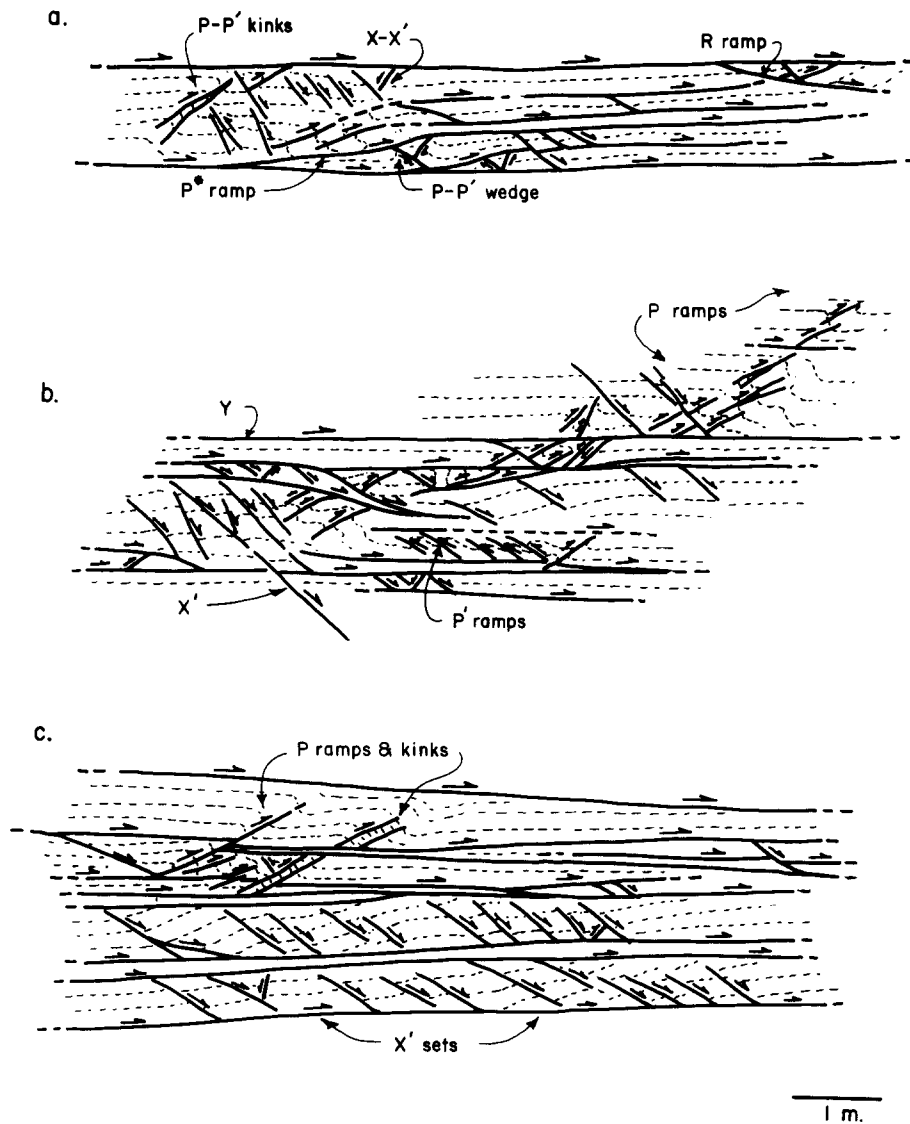 a.
P-P' kinks
X-X'
R ramp
P* ramp
P-P' wedge
b.
P ramps
Y
X'
P' ramps
c.
P ramps & kinks
X' sets
1 m.